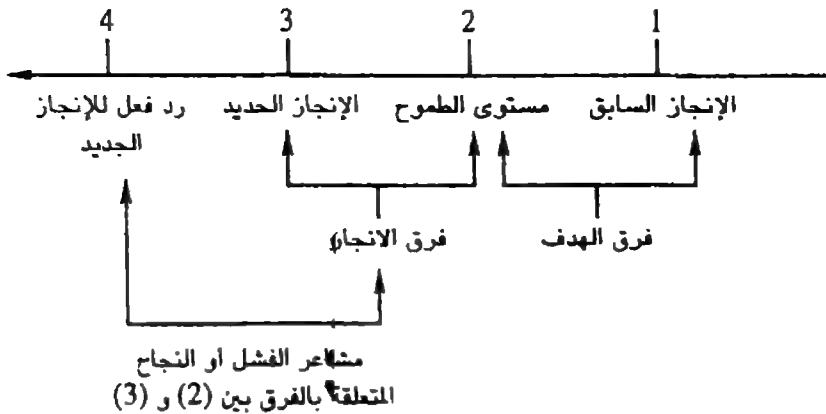 1 2 3 4
الإنجاز السابق مستوى الطموح الإنجاز الجديد رد فعل للإنجاز
الجديد
فرق الهدف فرق الانجاز
مشاعر الفشل أو النجاح
المتعلقة بالفرق بين (2) و (3)